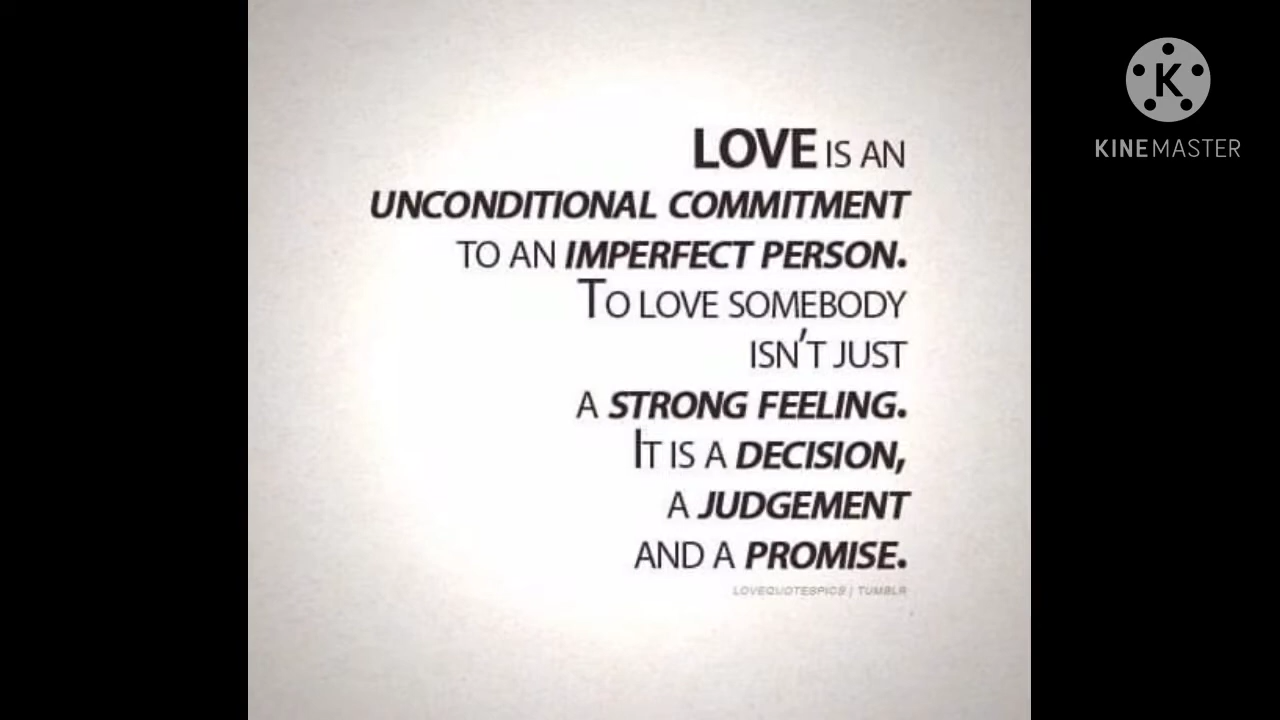 LOVE IS AN
UNCONDITIONAL COMMITMENT
TO AN IMPERFECT PERSON.
TO LOVE SOMEBODY
ISN'T JUST
A STRONG FEELING.
IT IS A DECISION,
A JUDGEMENT
AND A PROMISE.
LOVEQUOTESPICS | TUMBLR
K
KINEMASTER